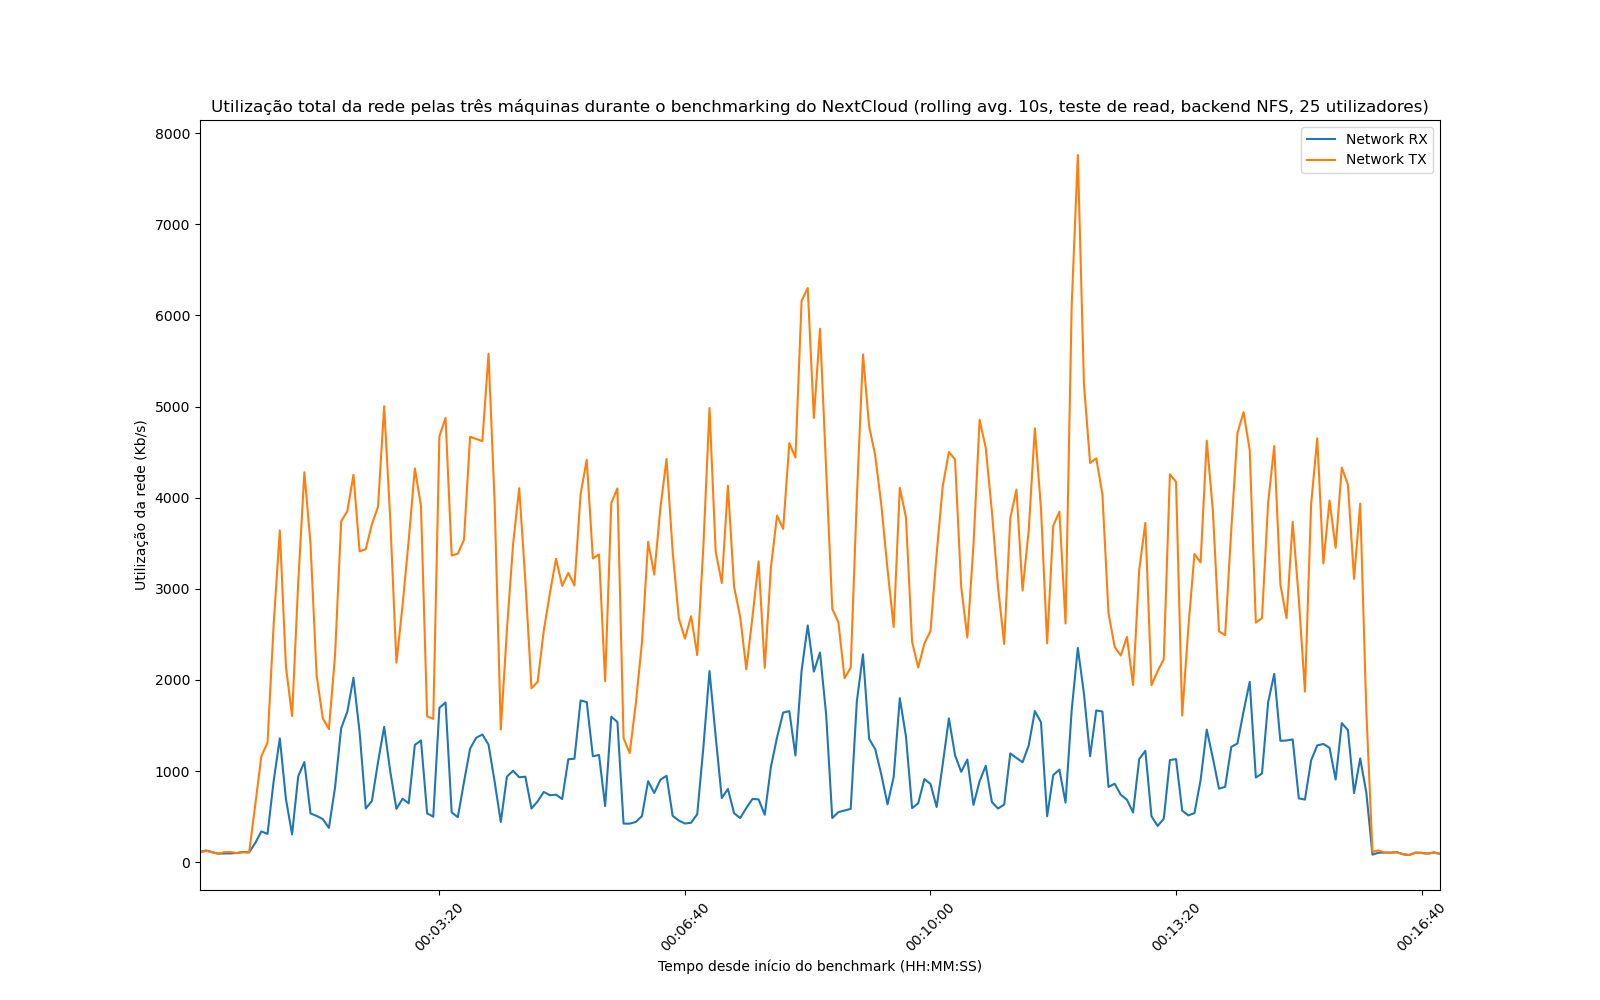 Utilização total da rede pelas três máquinas durante o benchmarking do NextCloud (rolling avg. 10s, teste de read, backend NFS, 25 utilizadores)
Network RX
Network TX
8000
7000
6000
5000
4000
3000
2000
1000
0
Utilização da rede (Kb/s)
00:03:20
00:06:40
00:10:00
00:13:20
00:16:40
Tempo desde início do benchmark (HH:MM:SS)